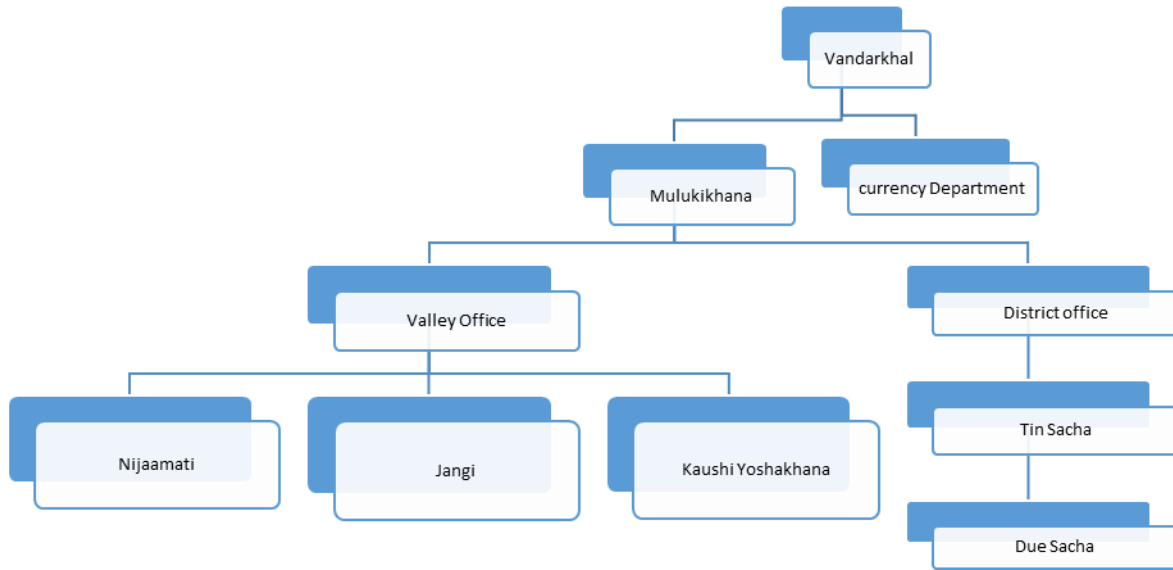 Vandarkhal
Mulukikhana
currency Department
Valley Office
District office
Nijaamati
Jangi
Kaushi Yoshakhana
Tin Sacha
Due Sacha